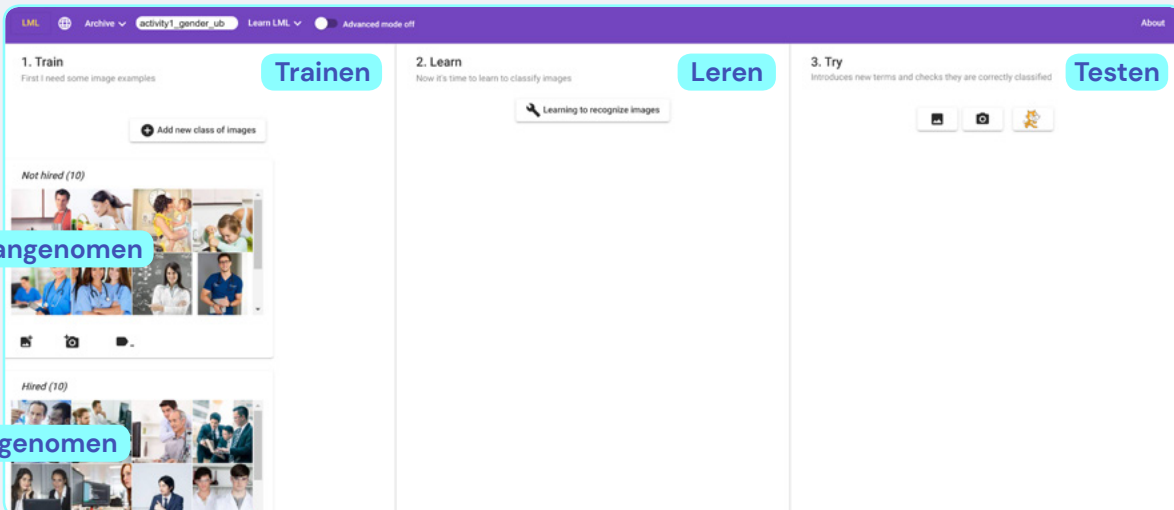 LML Archive activity1_gender_ub Learn LML Advanced mode off About
1. Train
First I need some image examples
Trainen
Add new class of images
Not hired (10)
angenomen
Hired (10)
genomen
2. Learn
Now it's time to learn to classify images
Leren
Learning to recognize images
3. Try
Introduces new terms and checks they are correctly classified
Testen